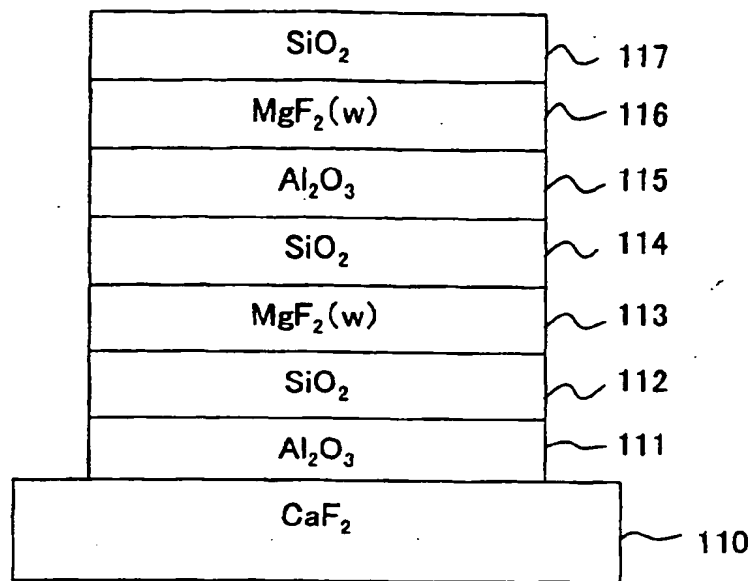 SiO₂ 117
MgF₂(w) 116
Al₂O₃ 115
SiO₂ 114
MgF₂(w) 113
SiO₂ 112
Al₂O₃ 111
CaF₂ 110